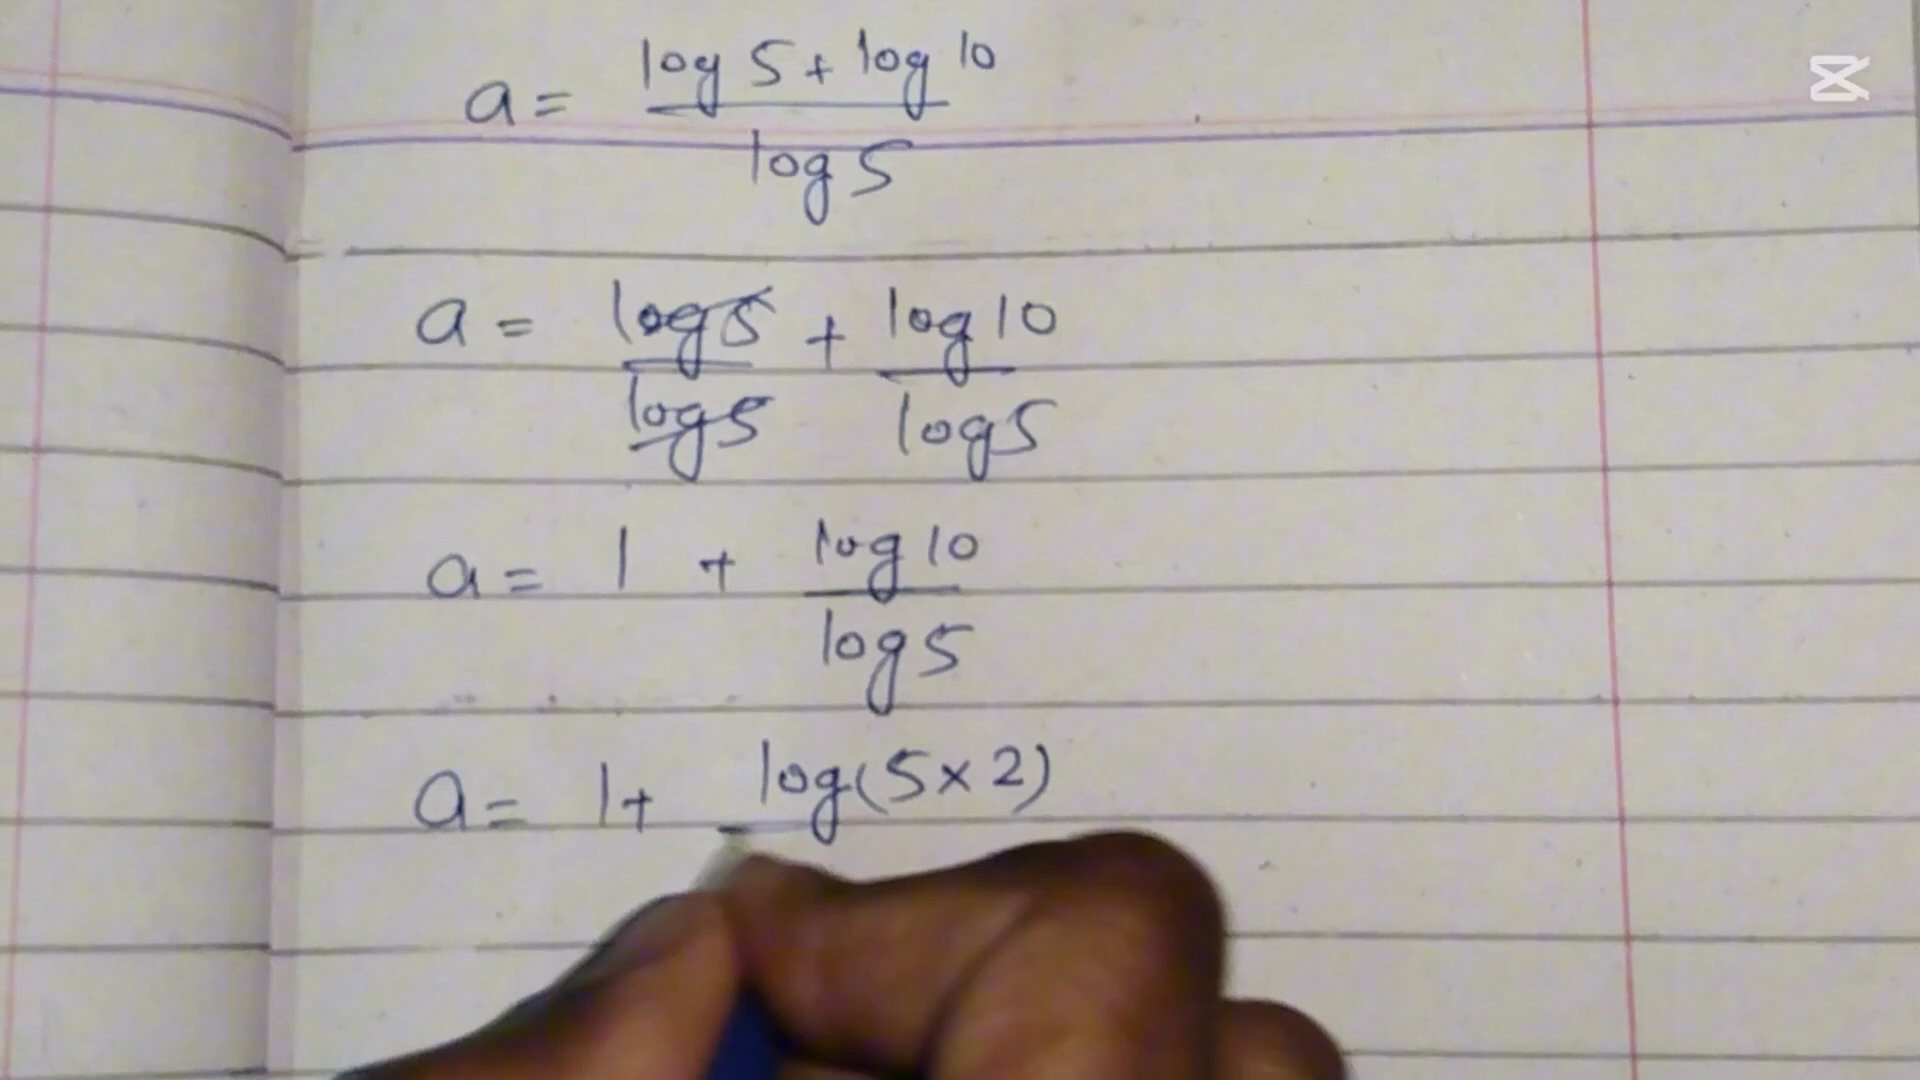 a = log 5 + log 10 / log 5
a = log 5 / log 5 + log 10 / log 5
a = 1 + log 10 / log 5
a = 1 + log(5 × 2)